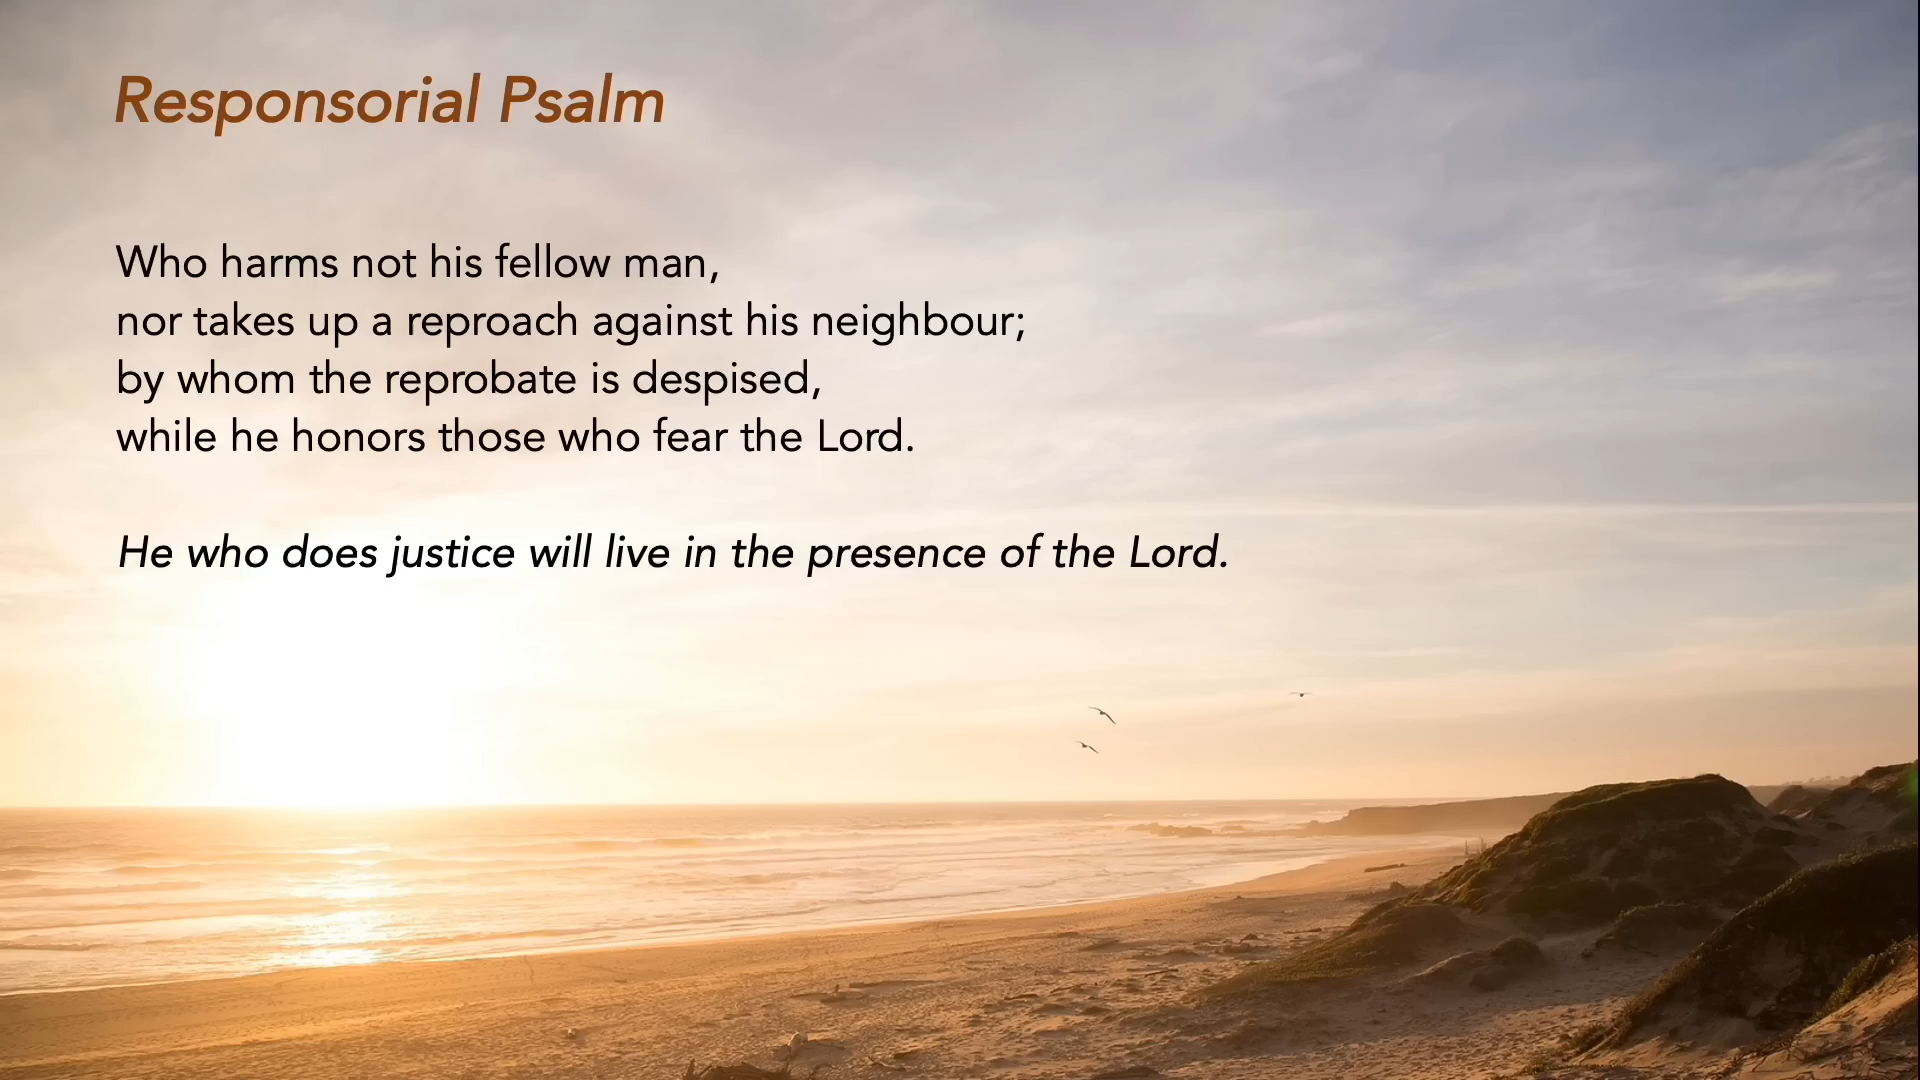 Responsorial Psalm
Who harms not his fellow man,
nor takes up a reproach against his neighbour;
by whom the reprobate is despised,
while he honors those who fear the Lord.
He who does justice will live in the presence of the Lord.